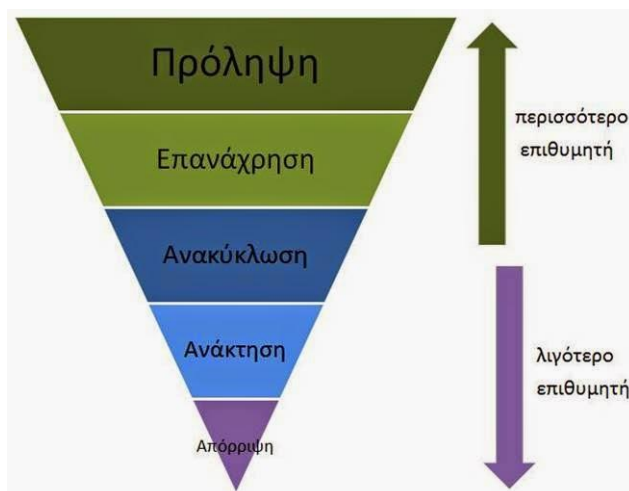 Πρόληψη
Επανάχρηση
Ανακύκλωση
Ανάκτηση
Απόρριψη
περισσότερο
επιθυμητή
λιγότερο
επιθυμητή